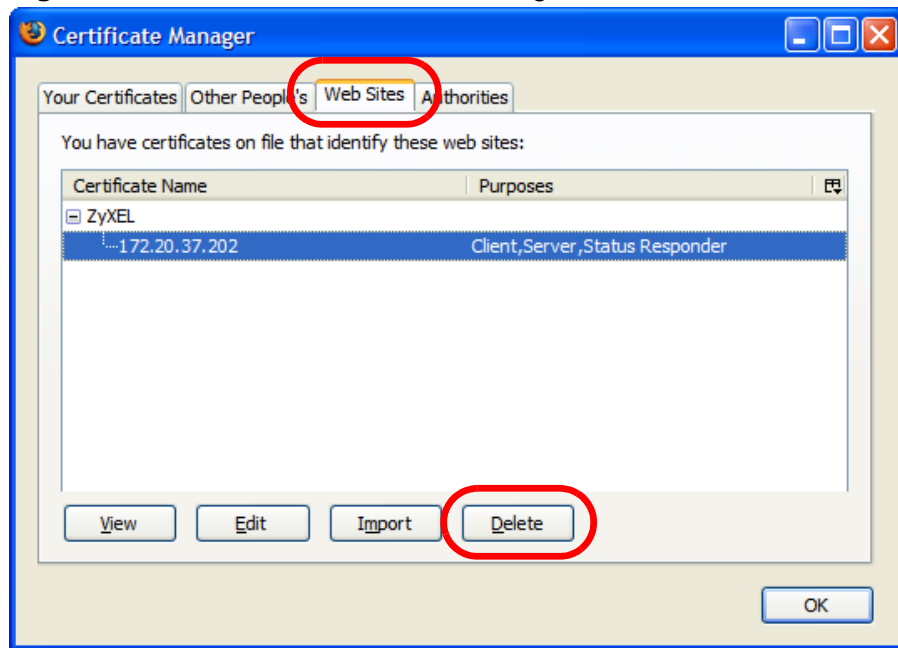 Certificate Manager
Your Certificates Other People's Web Sites Authorities
You have certificates on file that identify these web sites:
Certificate Name Purposes
ZyXEL
172.20.37.202 Client,Server,Status Responder
View Edit Import Delete
OK